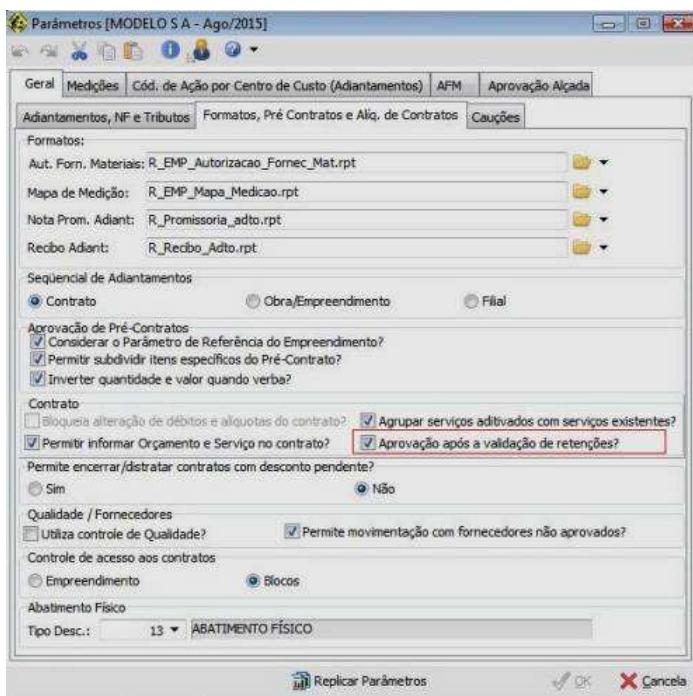 Parâmetros [MODELO S A - Ago/2015]
Geral Medições Cód. de Ação por Centro de Custo (Adiantamentos) AFM Aprovação Alçada
Adiantamentos, NF e Tributos Formatos, Pré Contratos e Aliq. de Contratos Cauções
Formatos:
Aut. Forn. Materiais: R_EMP_Autorizacao_Fornec_Mat.rpt
Mapa de Medição: R_EMP_Mapa_Medicao.rpt
Nota Prom. Adiant: R_Promissoria_adto.rpt
Recibo Adiant: R_Recibo_Adto.rpt
Seqüencial de Adiantamentos
Contrato Obra/Empreendimento Filial
Aprovação de Pré-Contratos
Considerar o Parâmetro de Referência do Empreendimento?
Permitir subdividir itens específicos do Pré-Contrato?
Inverter quantidade e valor quando verba?
Contrato
Bloqueia alteração de débitos e aliquotas do contrato? Agrupar serviços aditivados com serviços existentes?
Permitir informar Orçamento e Serviço no contrato? Aprovação após a validação de retenções?
Permite encerrar/distratar contratos com desconto pendente?
Sim Não
Qualidade / Fornecedores
Utiliza controle de Qualidade? Permite movimentação com fornecedores não aprovados?
Controle de acesso aos contratos
Empreendimento Blocos
Abatimento Físico
Tipo Desc.: 13 ABATIMENTO FÍSICO
Replicar Parâmetros OK Cancela